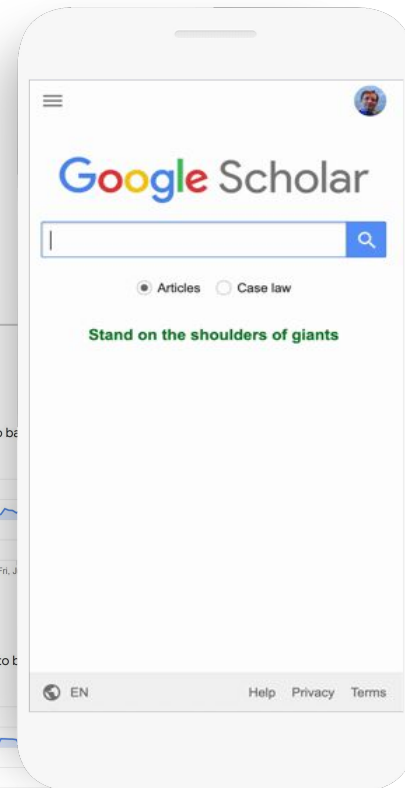 Google Scholar
Articles Case law
Stand on the shoulders of giants
EN Help Privacy Terms